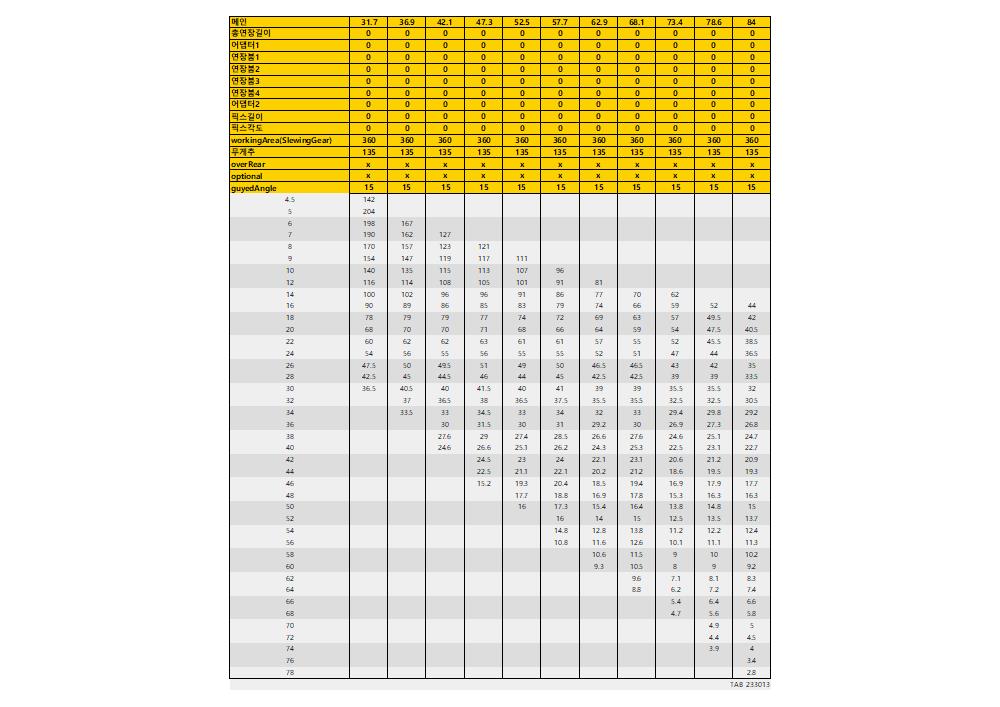 메인 31.7 36.9 42.1 47.3 52.5 57.7 62.9 68.1 73.4 78.6 84
총연장길이 0 0 0 0 0 0 0 0 0 0 0
어댑터1 0 0 0 0 0 0 0 0 0 0 0
연장붐1 0 0 0 0 0 0 0 0 0 0 0
연장붐2 0 0 0 0 0 0 0 0 0 0 0
연장붐3 0 0 0 0 0 0 0 0 0 0 0
연장붐4 0 0 0 0 0 0 0 0 0 0 0
어댑터2 0 0 0 0 0 0 0 0 0 0 0
픽스길이 0 0 0 0 0 0 0 0 0 0 0
픽스각도 0 0 0 0 0 0 0 0 0 0 0
workingArea(SlewingGear) 360 360 360 360 360 360 360 360 360 360 360
무게추 135 135 135 135 135 135 135 135 135 135 135
overRear x x x x x x x x x x x
optional x x x x x x x x x x x
guyedAngle 15 15 15 15 15 15 15 15 15 15 15
4.5 142
5 204
6 198 167
7 190 162 127
8 170 157 123 121
9 154 147 119 117 111
10 140 135 115 113 107 96
12 116 114 108 105 101 91 81
14 100 102 96 96 91 86 77 70 62
16 90 89 86 85 83 79 74 66 59 52 44
18 78 79 79 77 74 72 69 63 57 49.5 42
20 68 70 70 71 68 66 64 59 54 47.5 40.5
22 60 62 62 63 61 61 57 55 52 45.5 38.5
24 54 56 55 56 55 55 52 51 47 44 36.5
26 47.5 50 49.5 51 49 50 46.5 46.5 43 42 35
28 42.5 45 44.5 46 44 45 42.5 42.5 39 39 33.5
30 36.5 40.5 40 41.5 40 41 39 39 35.5 35.5 32
32 37 36.5 38 36.5 37.5 35.5 35.5 32.5 32.5 30.5
34 33.5 33 34.5 33 34 32 33 29.4 29.8 29.2
36 30 31.5 30 31 29.2 30 26.9 27.3 26.8
38 27.6 29 27.4 28.5 26.6 27.6 24.6 25.1 24.7
40 24.6 26.6 25.1 26.2 24.3 25.3 22.5 23.1 22.7
42 24.5 23 24 22.1 23.1 20.6 21.2 20.9
44 22.5 21.1 22.1 20.2 21.2 18.6 19.5 19.3
46 15.2 19.3 20.4 18.5 19.4 16.9 17.9 17.7
48 17.7 18.8 16.9 17.8 15.3 16.3 16.3
50 16 17.3 15.4 16.4 13.8 14.8 15
52 16 14 15 12.5 13.5 13.7
54 14.8 12.8 13.8 11.2 12.2 12.4
56 10.8 11.6 12.6 10.1 11.1 11.3
58 10.6 11.5 9 10 10.2
60 9.3 10.5 8 9 9.2
62 9.6 7.1 8.1 8.3
64 8.8 6.2 7.2 7.4
66 5.4 6.4 6.6
68 4.7 5.6 5.8
70 4.9 5
72 4.4 4.5
74 3.9 4
76 3.4
78 2.8
TAB 233013